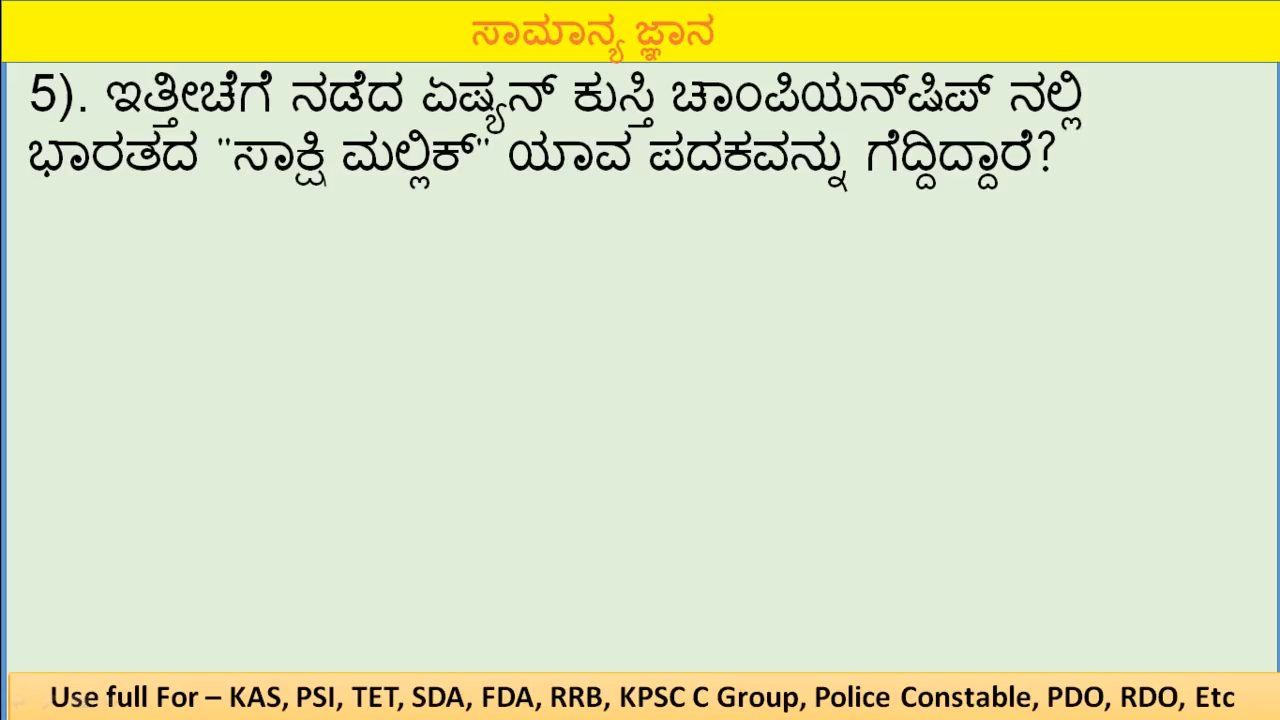 ಸಾಮಾನ್ಯ ಜ್ಞಾನ
5). ಇತ್ತೀಚೆಗೆ ನಡೆದ ಏಷ್ಯನ್ ಕುಸ್ತಿ ಚಾಂಪಿಯನ್‌ಷಿಪ್ ನಲ್ಲಿ
ಭಾರತದ "ಸಾಕ್ಷಿ ಮಲ್ಲಿಕ್" ಯಾವ ಪದಕವನ್ನು ಗೆದ್ದಿದ್ದಾರೆ?
Use full For – KAS, PSI, TET, SDA, FDA, RRB, KPSC C Group, Police Constable, PDO, RDO, Etc